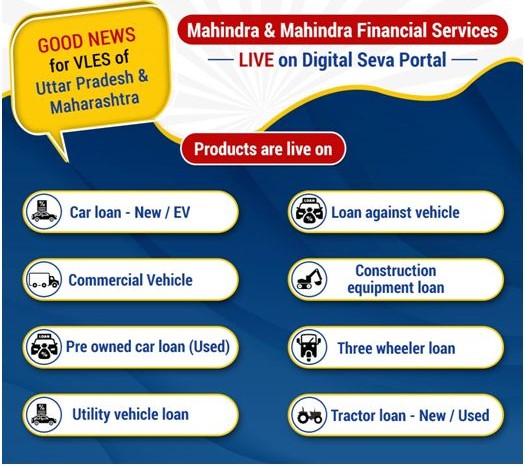 GOOD NEWS
for VLES of
Uttar Pradesh &
Maharashtra
Mahindra & Mahindra Financial Services
LIVE on Digital Seva Portal
Products are live on
Car loan - New / EV
Loan against vehicle
Commercial Vehicle
Construction
equipment loan
Pre owned car loan (Used)
Three wheeler loan
Utility vehicle loan
Tractor loan - New / Used